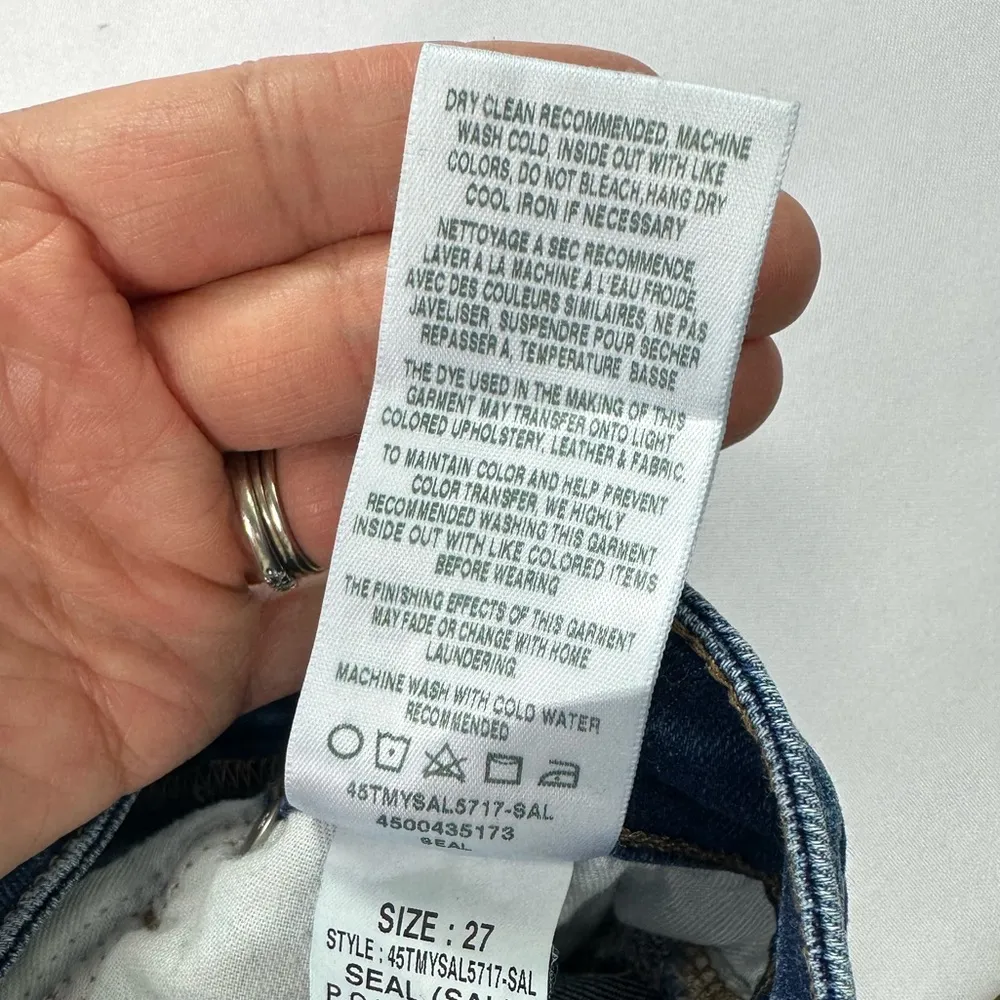 DRY CLEAN RECOMMENDED, MACHINE
WASH COLD, INSIDE OUT WITH LIKE
COLORS, DO NOT BLEACH, HANG DRY
COOL IRON IF NECESSARY
NETTOYAGE A SEC RECOMMENDE,
LAVER A LA MACHINE A L'EAU FROIDE,
AVEC DES COULEURS SIMILAIRES, NE PAS
JAVELISER, SUSPENDRE POUR SECHER
REPASSER A, TEMPERATURE BASSE
THE DYE USED IN THE MAKING OF THIS
GARMENT MAY TRANSFER ONTO LIGHT
COLORED UPHOLSTERY, LEATHER & FABRIC.
TO MAINTAIN COLOR AND HELP PREVENT
COLOR TRANSFER, WE HIGHLY
RECOMMENDED WASHING THIS GARMENT
INSIDE OUT WITH LIKE COLORED ITEMS
BEFORE WEARING
THE FINISHING EFFECTS OF THIS GARMENT
MAY FADE OR CHANGE WITH HOME
LAUNDERING.
MACHINE WASH WITH COLD WATER
RECOMMENDED
45TMYSAL5717-SAL
4500435173
SEAL
SIZE : 27
STYLE : 45TMYSAL5717-SAL
SEAL